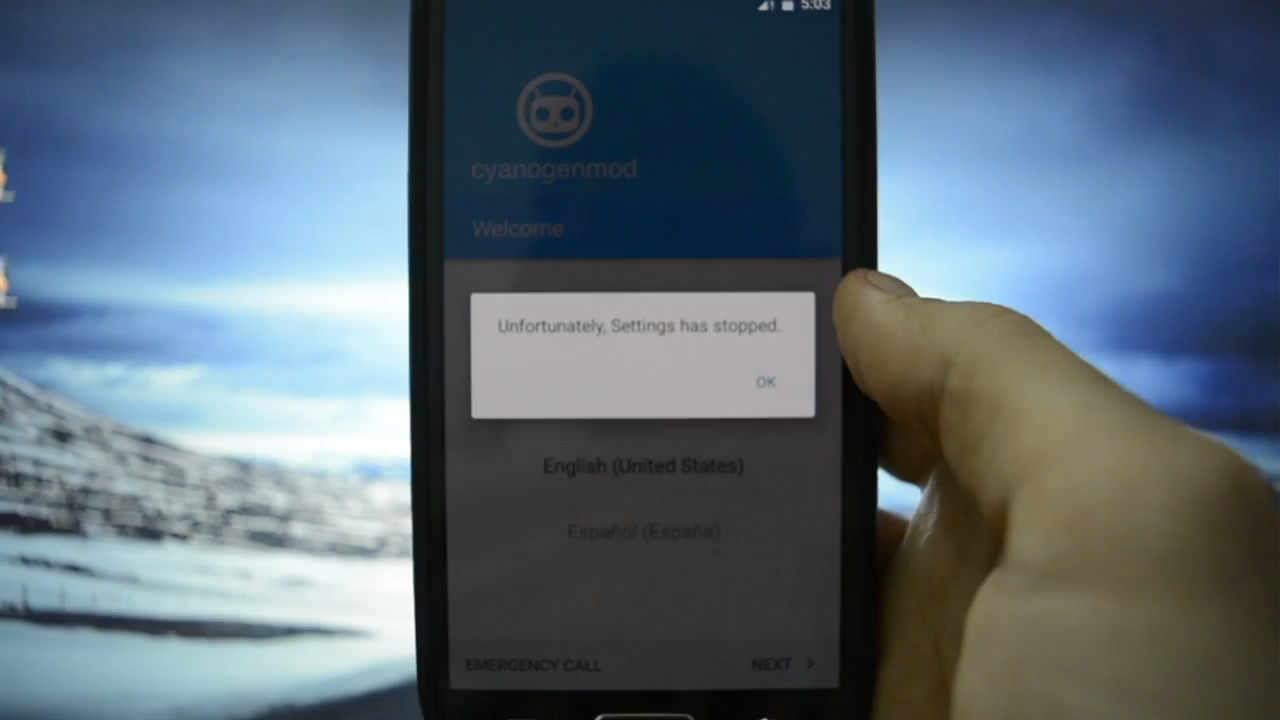 5:03
cyanogenmod
Welcome
Unfortunately, Settings has stopped.
OK
English (United States)
Español (España)
EMERGENCY CALL
NEXT